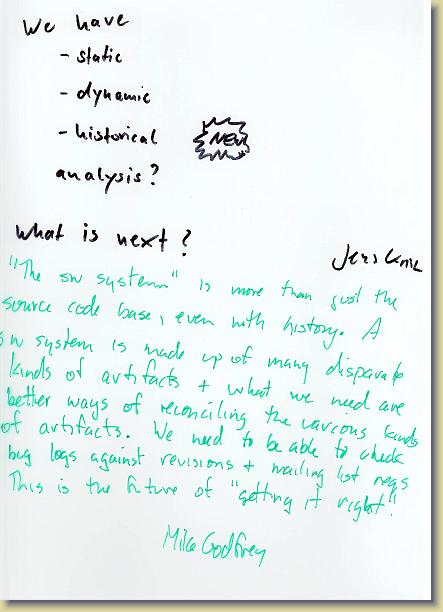 We have
- static
- dynamic
- historical
NEW
analysis?
What is next?
Jens
"The sw system" is more than just the
source code base, even with history. A
sw system is made up of many disparate
kinds of artifacts + what we need are
better ways of reconciling the various kinds
of artifacts. We need to be able to check
bug logs against revisions + mailing list
This is the future of "getting it right"!
Mike Godfrey